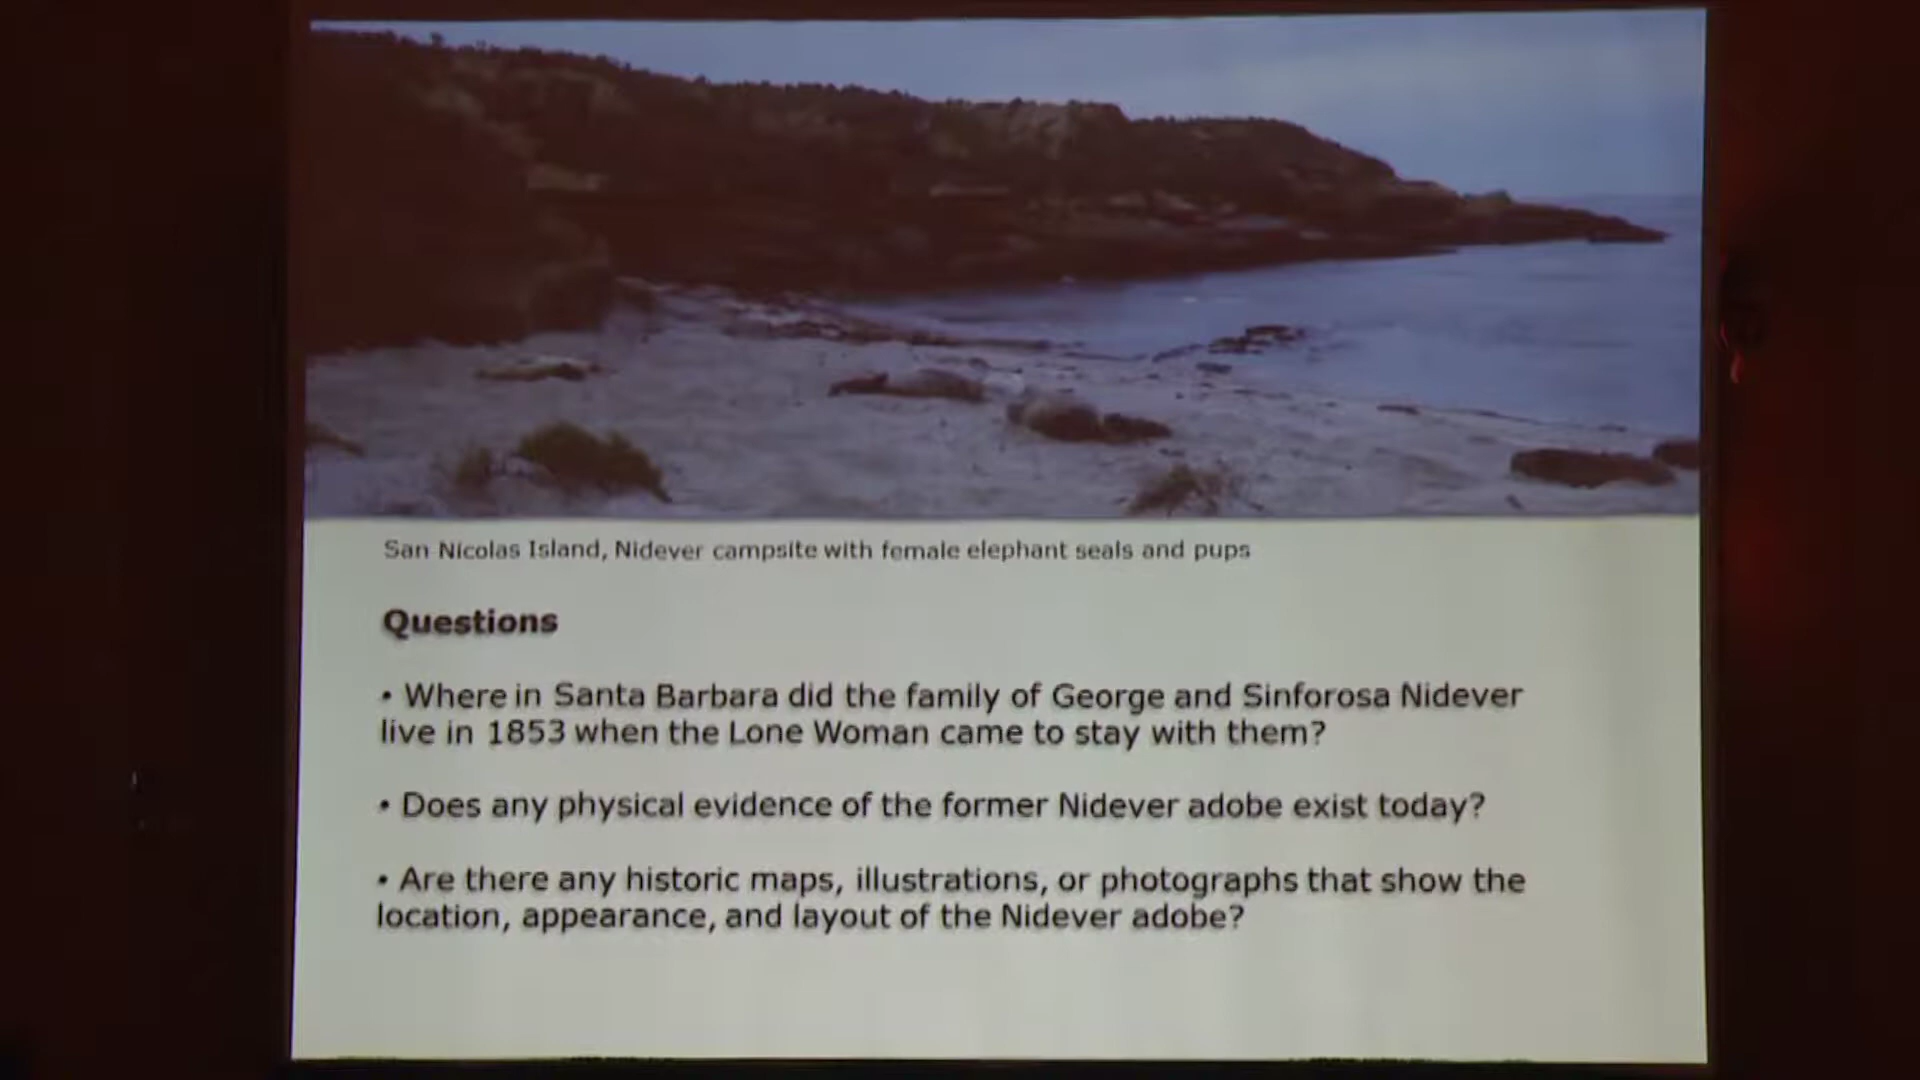 San Nicolas Island, Nidever campsite with female elephant seals and pups
Questions
• Where in Santa Barbara did the family of George and Sinforosa Nidever
live in 1853 when the Lone Woman came to stay with them?
• Does any physical evidence of the former Nidever adobe exist today?
• Are there any historic maps, illustrations, or photographs that show the
location, appearance, and layout of the Nidever adobe?